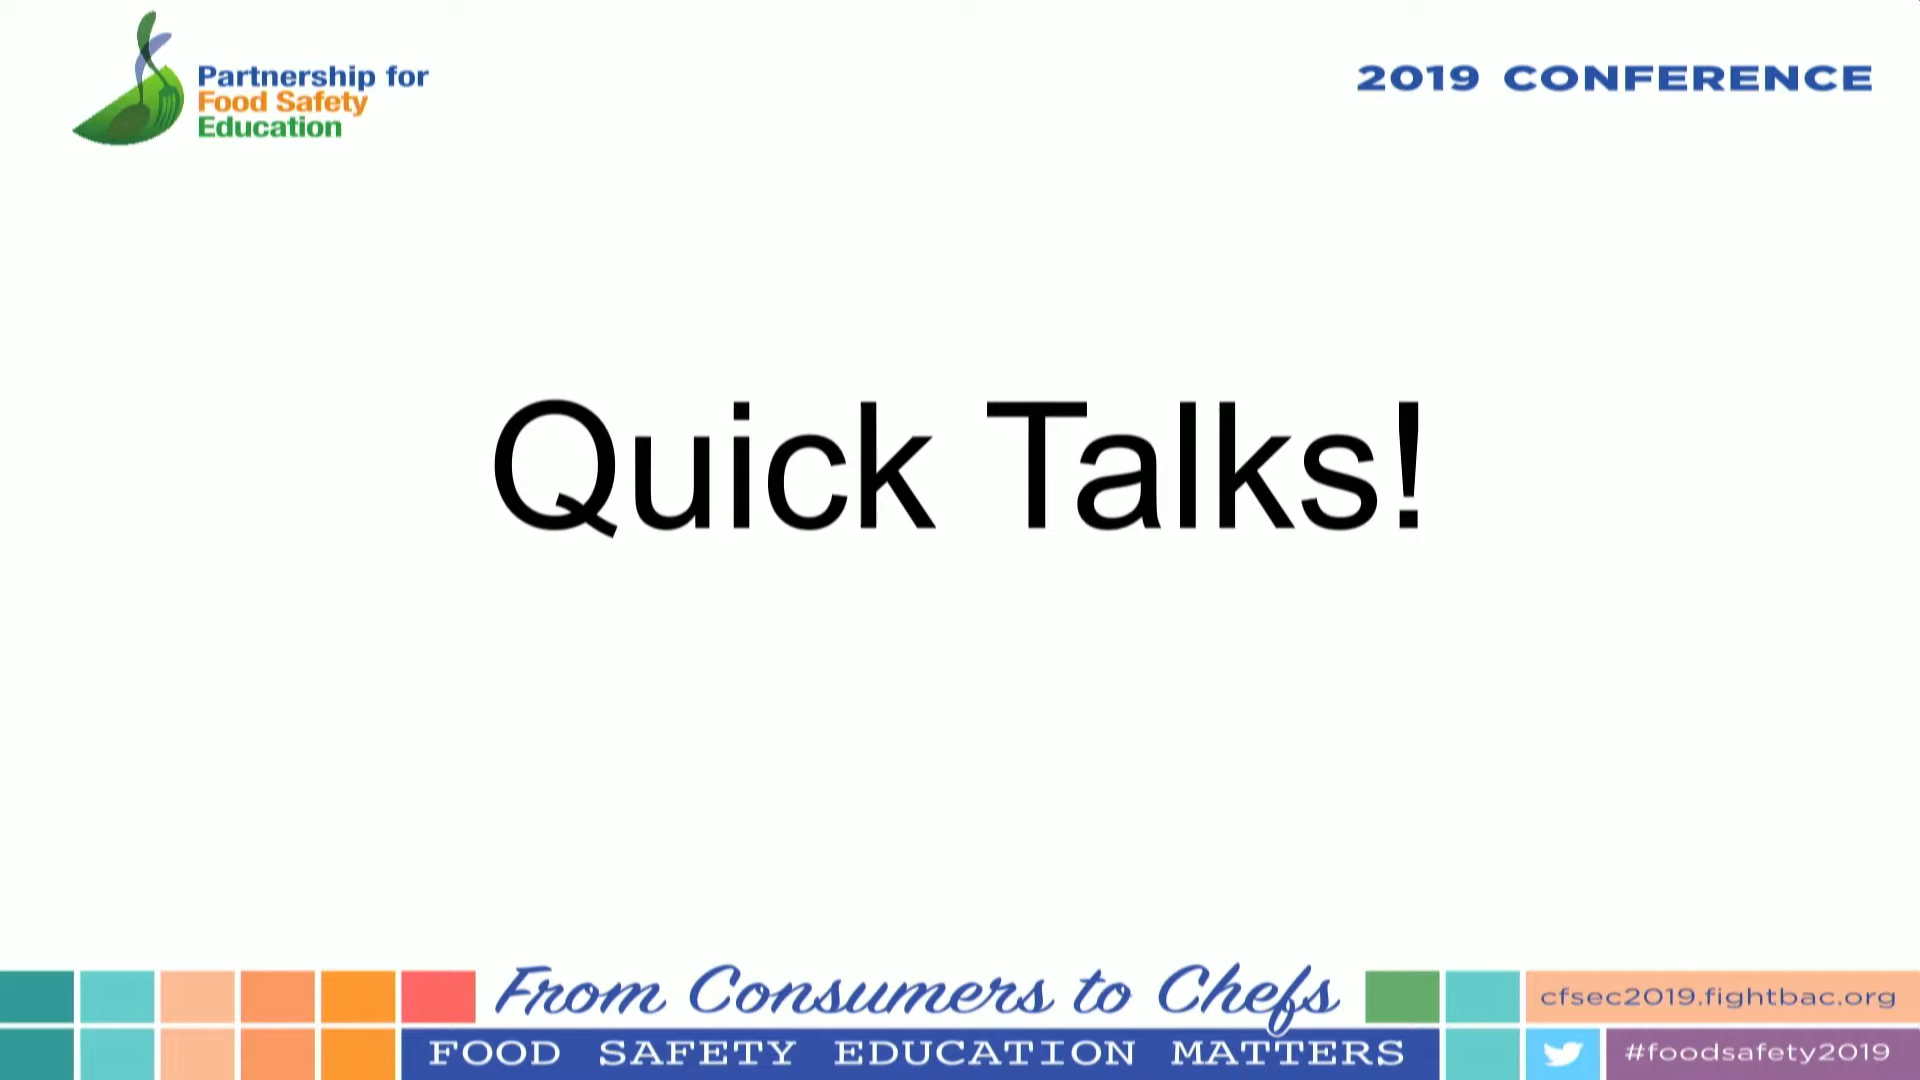 Partnership for
Food Safety
Education
2019 CONFERENCE
Quick Talks!
From Consumers to Chefs
FOOD SAFETY EDUCATION MATTERS
cfsec2019.fightbac.org
#foodsafety2019